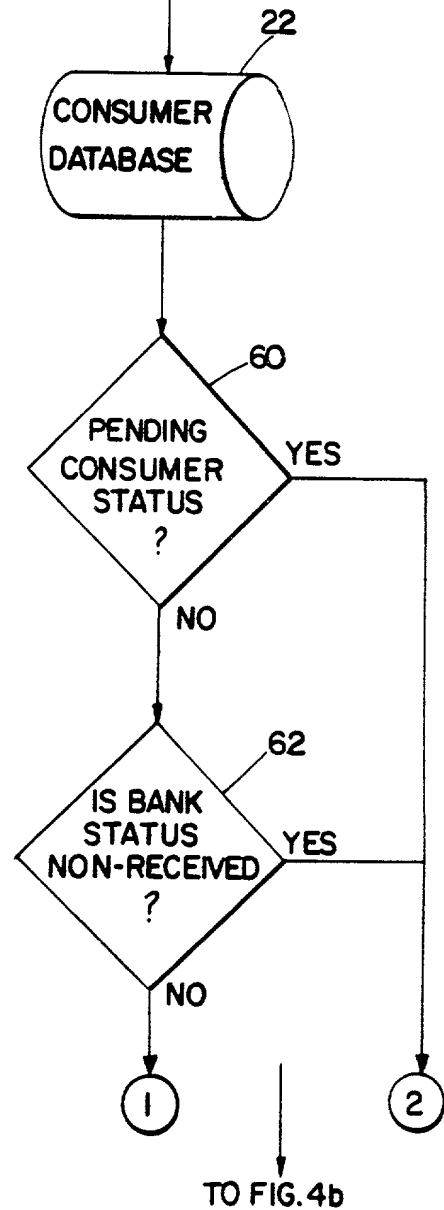 22
CONSUMER
DATABASE
60
PENDING
CONSUMER
STATUS
?
YES
NO
62
IS BANK
STATUS
NON-RECEIVED
?
YES
NO
1
2
TO FIG. 4b